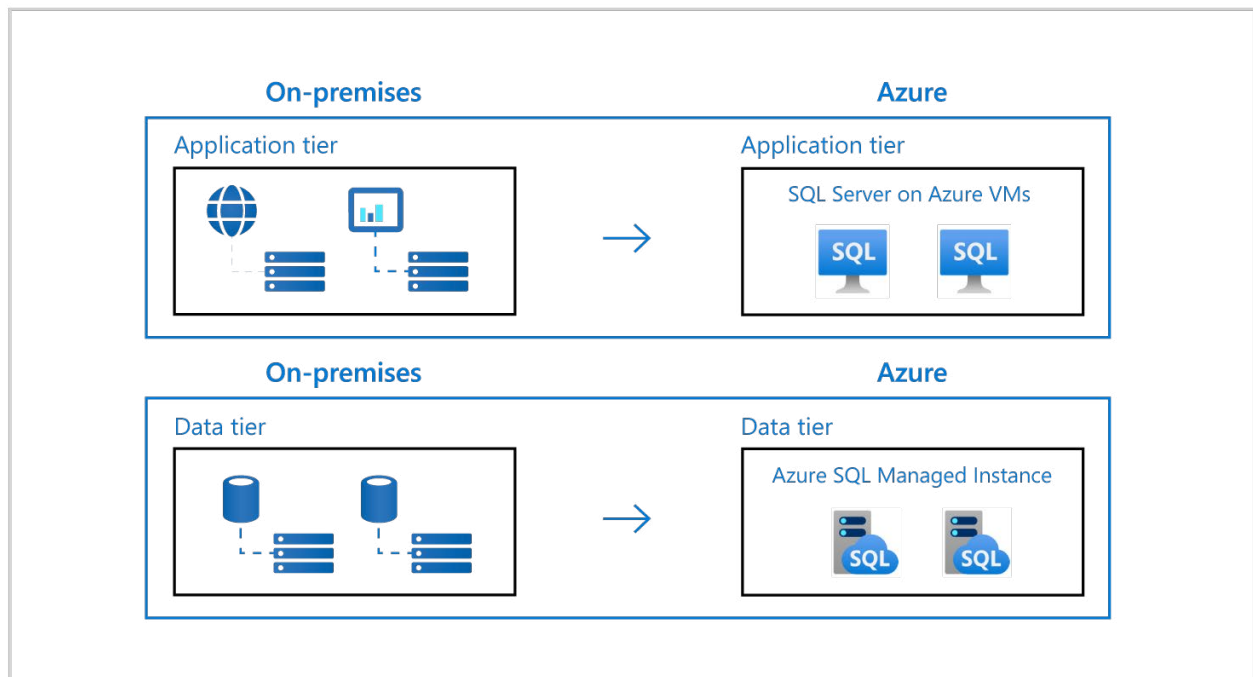 On-premises
Azure
Application tier
Application tier
SQL Server on Azure VMs
SQL
SQL
On-premises
Azure
Data tier
Data tier
Azure SQL Managed Instance
SQL
SQL